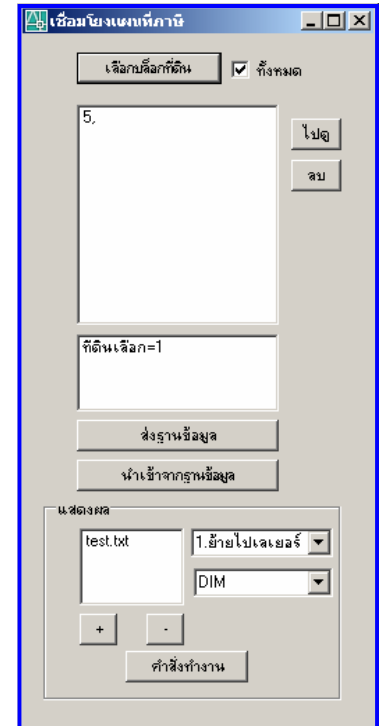 เชื่อมโยงแผนที่ภาษี
เลือกบล็อกที่ดิน ทั้งหมด
5,
ไปดู
ลบ
ที่ดินเลือก=1
ส่งฐานข้อมูล
นำเข้าจากฐานข้อมูล
แสดงผล
test.txt 1.ย้ายไปเลเยอร์
DIM
+ -
คำสั่งทำงาน